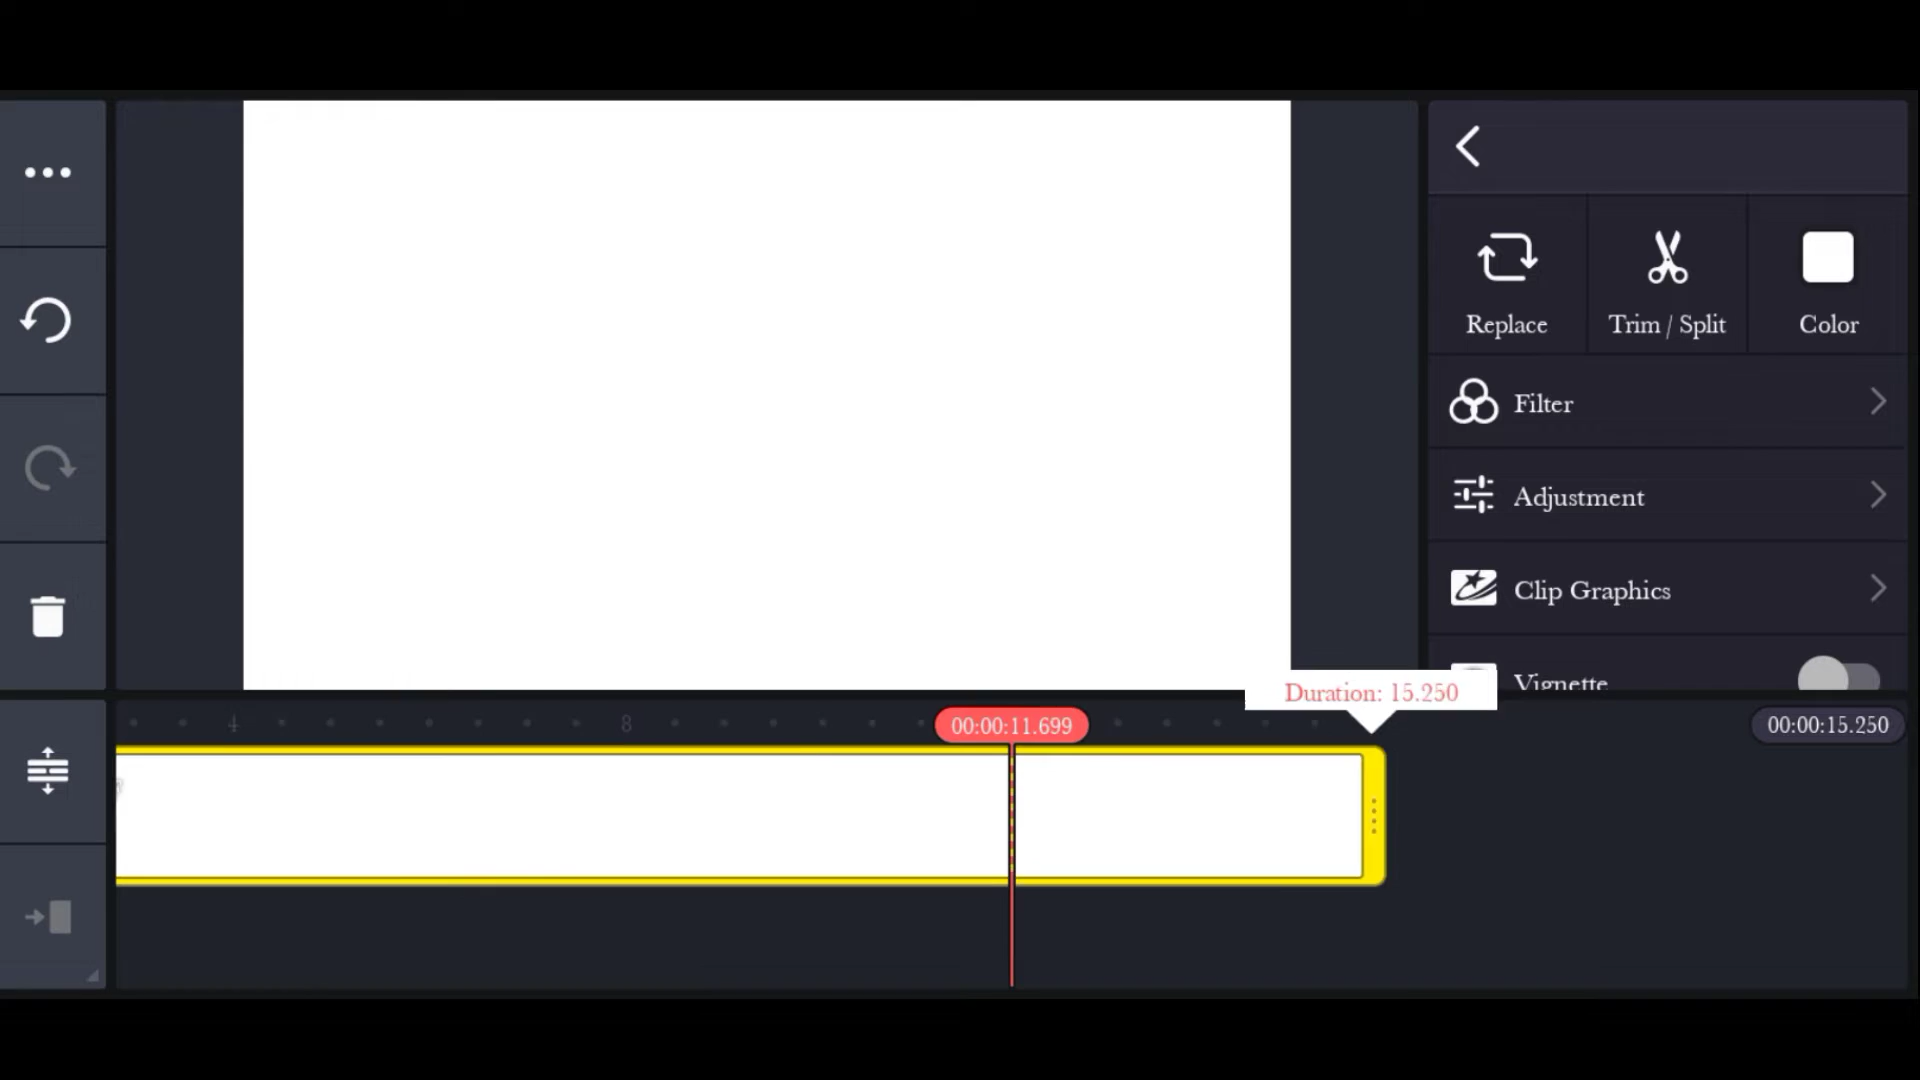 Replace
Trim / Split
Color
Filter
Adjustment
Clip Graphics
Vignette
Duration: 15.250
4
8
00:00:11.699
00:00:15.250